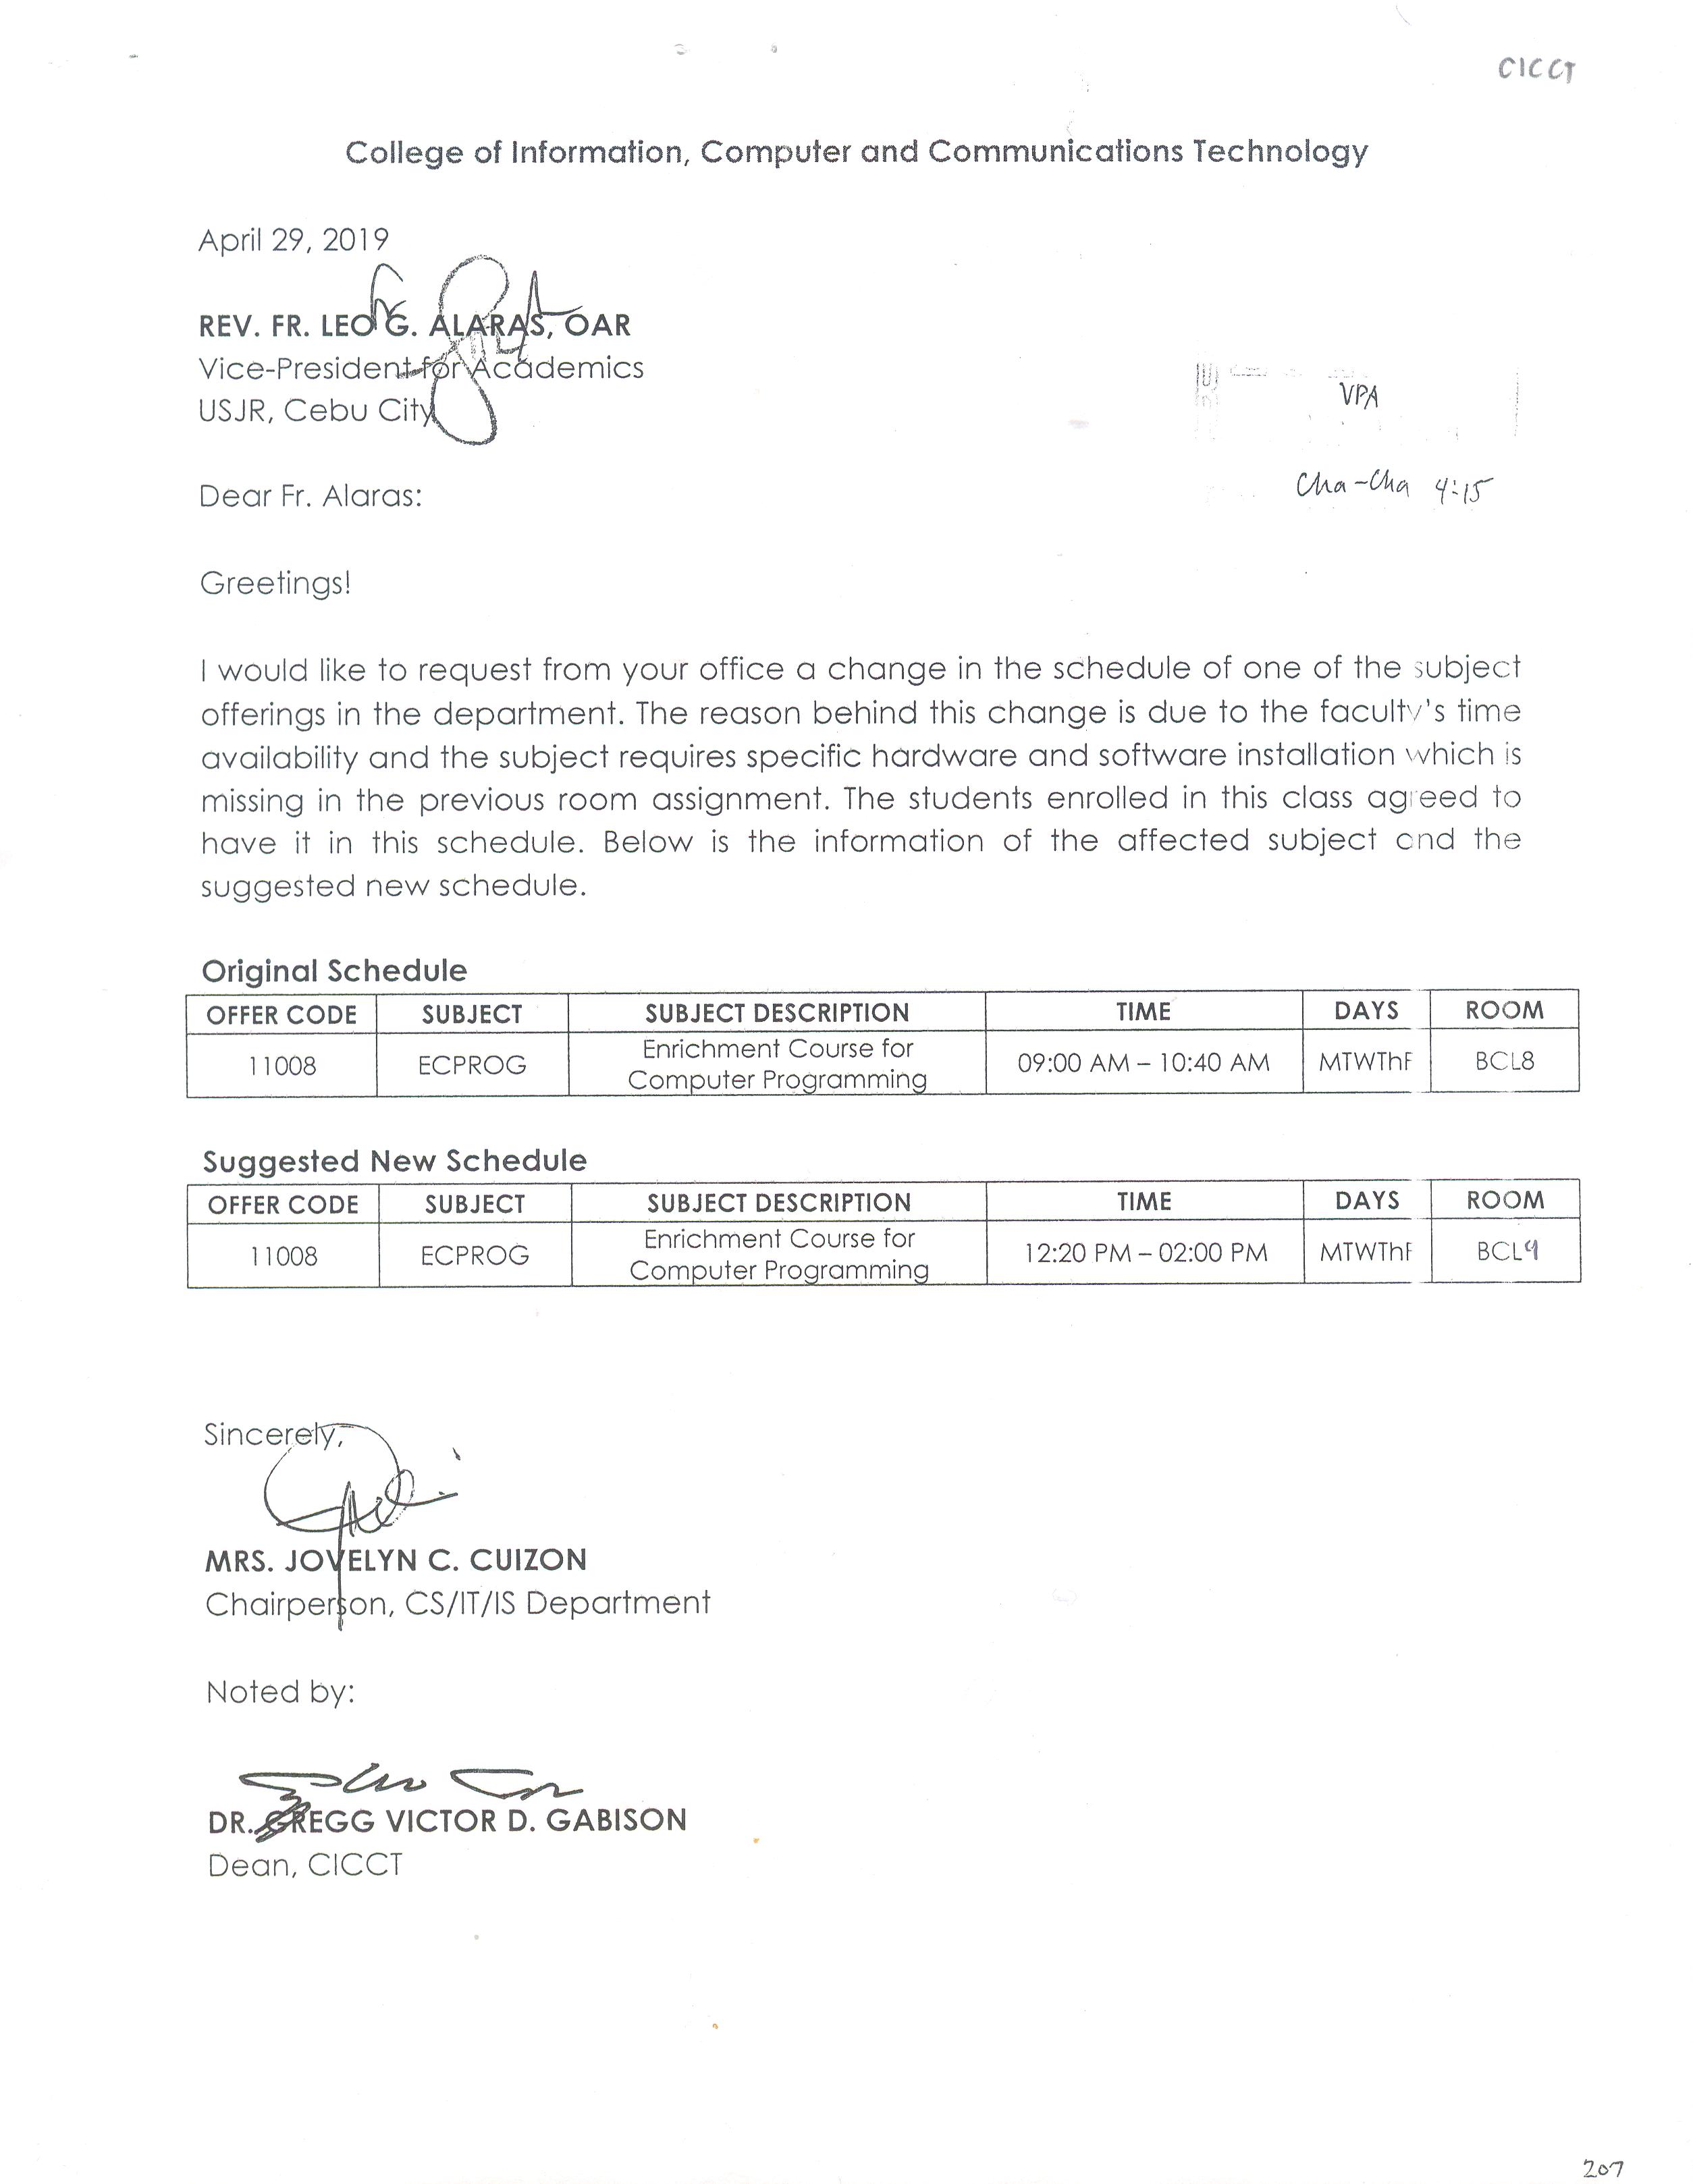 CICCT
College of Information, Computer and Communications Technology
April 29, 2019
REV. FR. LEO G. ALARAS, OAR
Vice-President for Academics
USJR, Cebu City
VPA
Cha-Cha 4:15
Dear Fr. Alaras:
Greetings!
I would like to request from your office a change in the schedule of one of the subject
offerings in the department. The reason behind this change is due to the faculty's time
availability and the subject requires specific hardware and software installation which is
missing in the previous room assignment. The students enrolled in this class agreed to
have it in this schedule. Below is the information of the affected subject and the
suggested new schedule.
Original Schedule
OFFER CODE SUBJECT SUBJECT DESCRIPTION TIME DAYS ROOM
11008 ECPROG Enrichment Course for Computer Programming 09:00 AM – 10:40 AM MTWThF BCL8
Suggested New Schedule
OFFER CODE SUBJECT SUBJECT DESCRIPTION TIME DAYS ROOM
11008 ECPROG Enrichment Course for Computer Programming 12:20 PM – 02:00 PM MTWThF BCL9
Sincerely,
MRS. JOVELYN C. CUIZON
Chairperson, CS/IT/IS Department
Noted by:
DR. GREGG VICTOR D. GABISON
Dean, CICCT
207